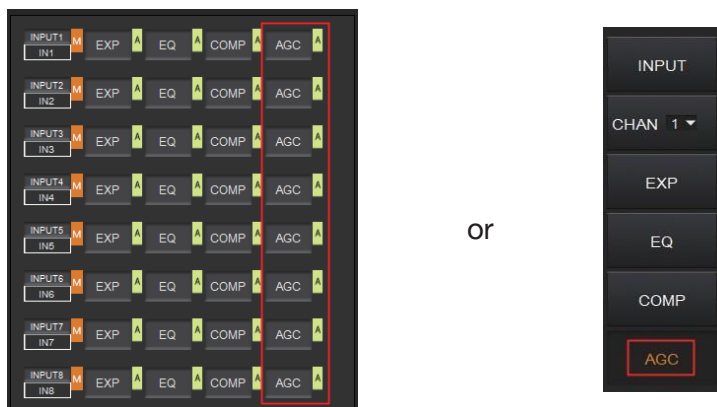 INPUT1 M EXP A EQ A COMP A AGC A
IN1
INPUT2 M EXP A EQ A COMP A AGC A
IN2
INPUT3 M EXP A EQ A COMP A AGC A
IN3
INPUT4 M EXP A EQ A COMP A AGC A
IN4
INPUT5 M EXP A EQ A COMP A AGC A
IN5
INPUT6 M EXP A EQ A COMP A AGC A
IN6
INPUT7 M EXP A EQ A COMP A AGC A
IN7
INPUT8 M EXP A EQ A COMP A AGC A
IN8
or
INPUT
CHAN 1
EXP
EQ
COMP
AGC